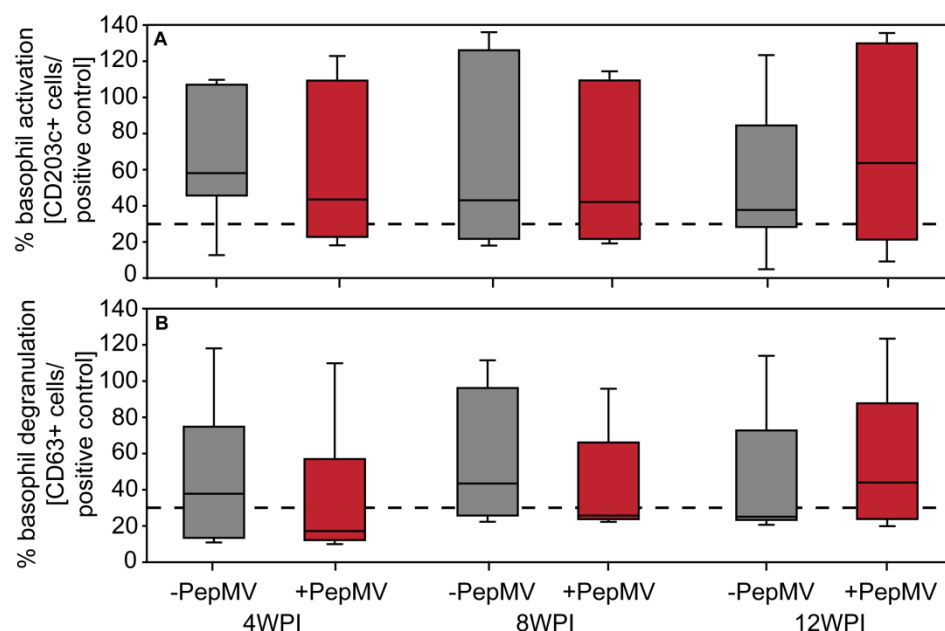 A
% basophil activation
[CD203c+ cells/
positive control]
140
120
100
80
60
40
20
0
B
% basophil degranulation
[CD63+ cells/
positive control]
140
120
100
80
60
40
20
0
-PepMV +PepMV -PepMV +PepMV -PepMV +PepMV
4WPI 8WPI 12WPI